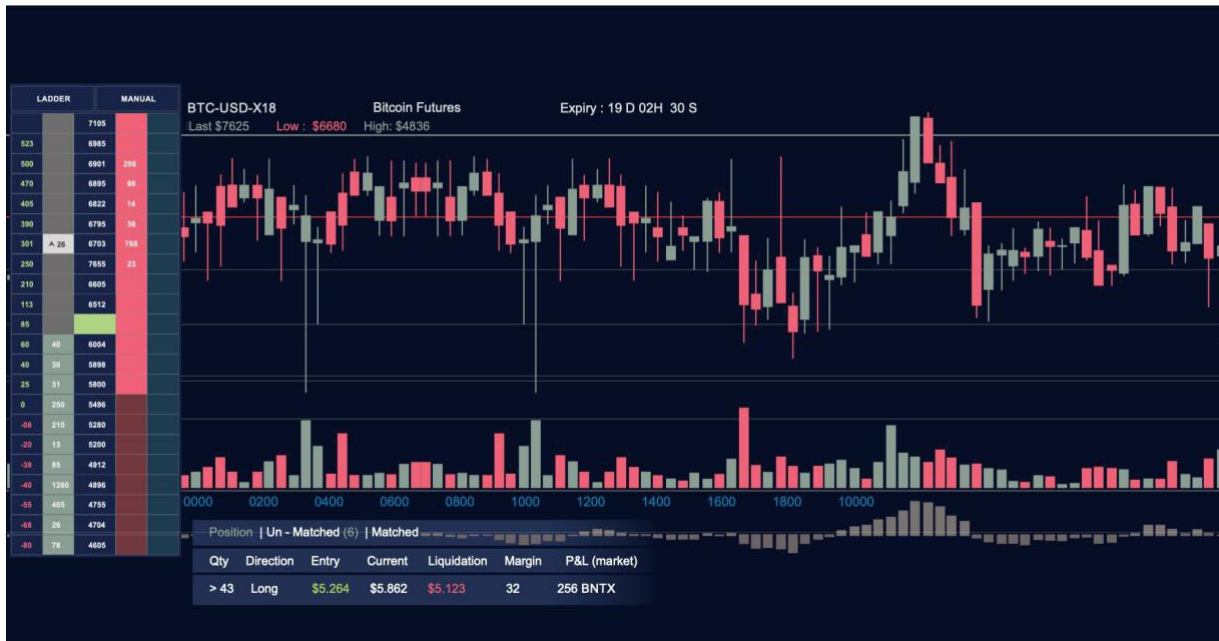 LADDER MANUAL
BTC-USD-X18 Bitcoin Futures Expiry : 19 D 02H 30 S
Last $7625 Low : $6680 High: $4836
7105
523 6985
500 6901 256
470 6895 98
405 6822 14
390 6795 36
301 26 6703 768
250 7655 23
210 6605
113 6512
85
60 40 6004
40 30 5898
25 31 5800
0 250 5496
-08 210 5280
-20 13 5200
-38 85 4912
-40 1280 4896
-55 405 4755
-68 26 4704
-80 78 4605
0000 0200 0400 0600 0800 1000 1200 1400 1600 1800 10000
Position | Un - Matched (6) | Matched
Qty Direction Entry Current Liquidation Margin P&L (market)
> 43 Long $5.264 $5.862 $5.123 32 256 BNTX